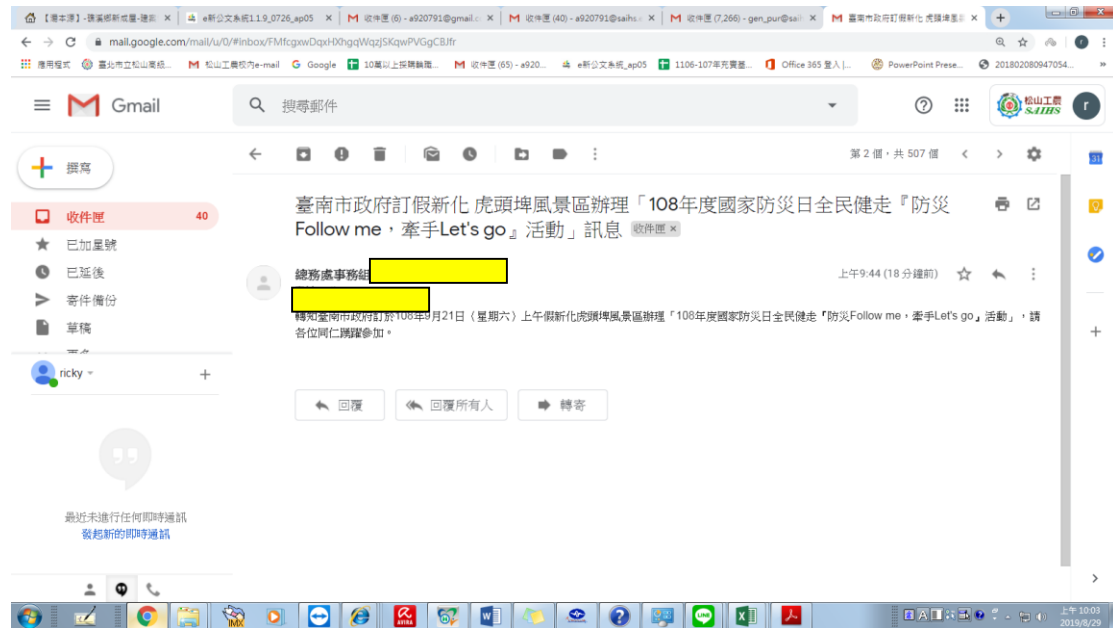 【潭本漂】-璞溪鄉新成屋-建案
e新公文系統1.1.9_0726_ap05
收件匣 (6) - a920791@gmail.c
收件匣 (40) - a920791@saihs.e
收件匣 (7,266) - gen_pur@sail
臺南市政府訂假新化 虎頭埤風景
mail.google.com/mail/u/0/#inbox/FMfcgxwDqxHXhgqWqzjSKqwPVGgCBJfr
應用程式
臺北市立松山高級...
松山工農校內e-mail
Google
10萬以上採購輪璣...
收件匣 (65) - a920...
e新公文系統_ap05
1106-107年充實基...
Office 365 登入 |...
PowerPoint Prese...
201802080947054...
Gmail
搜尋郵件
松山工農
SAIHS
r
撰寫
第 2 個，共 507 個
31
收件匣
40
已加星號
已延後
寄件備份
草稿
臺南市政府訂假新化 虎頭埤風景區辦理「108年度國家防災日全民健走『防災
Follow me，牽手Let's go』活動」訊息
收件匣 ×
總務處事務組
上午9:44 (18 分鐘前)
轉知臺南市政府訂於108年9月21日（星期六）上午假新化虎頭埤風景區辦理「108年度國家防災日全民健走『防災Follow me，牽手Let's go』活動」，請
各位同仁踴躍參加。
回覆
回覆所有人
轉寄
ricky
最近未進行任何即時通訊
發起新的即時通訊
上午 10:03
2019/8/29